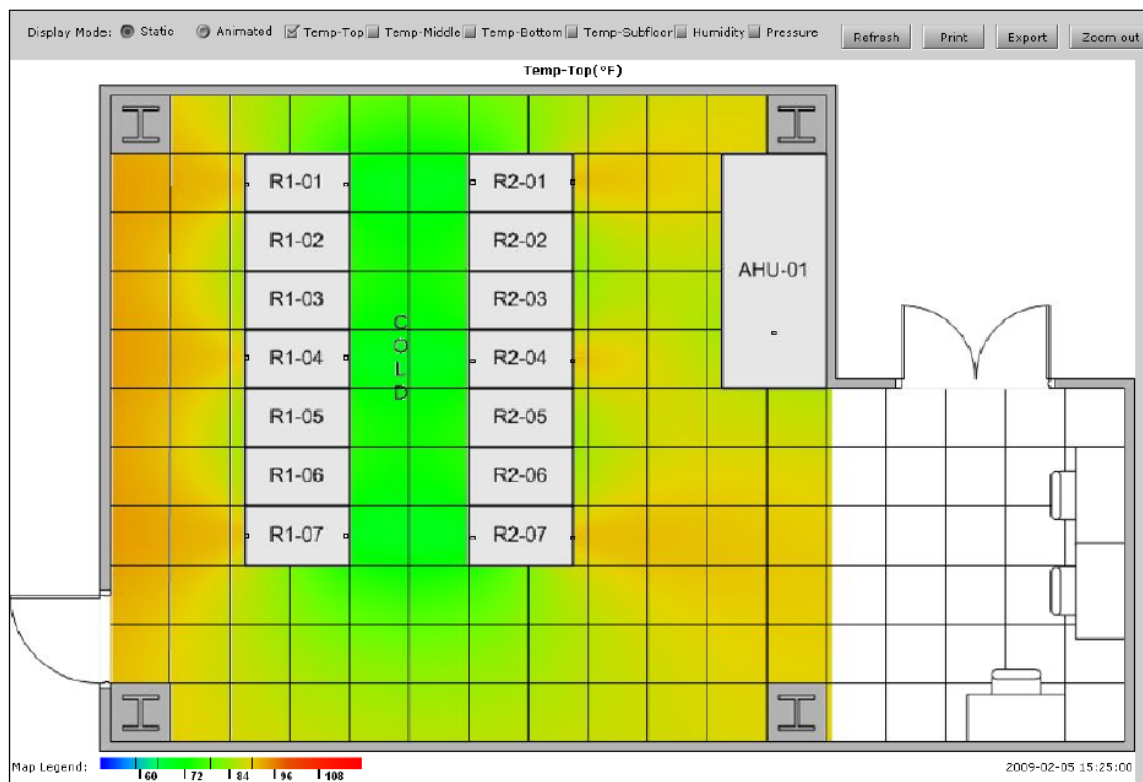 Display Mode: Static Animated Temp-Top Temp-Middle Temp-Bottom Temp-Subfloor Humidity Pressure Refresh Print Export Zoom out
Temp-Top(°F)
R1-01 R2-01
R1-02 R2-02
AHU-01
R1-03 R2-03
COLD
R1-04 R2-04
R1-05 R2-05
R1-06 R2-06
R1-07 R2-07
Map Legend: 60 72 84 96 108
2009-02-05 15:25:00